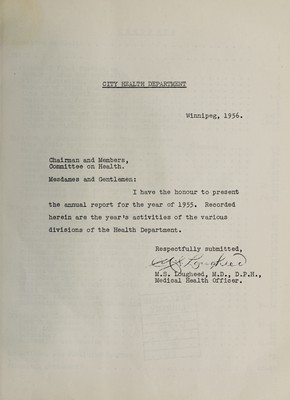 CITY HEALTH DEPARTMENT
Winnipeg, 1956.
Chairman and Members,
Committee on Health.
Mesdames and Gentlemen:
I have the honour to present
the annual report for the year of 1955. Recorded
herein are the year's activities of the various
divisions of the Health Department.
Respectfully submitted,
M.S. Lougheed
M.S. Lougheed, M.D., D.P.H.,
Medical Health Officer.